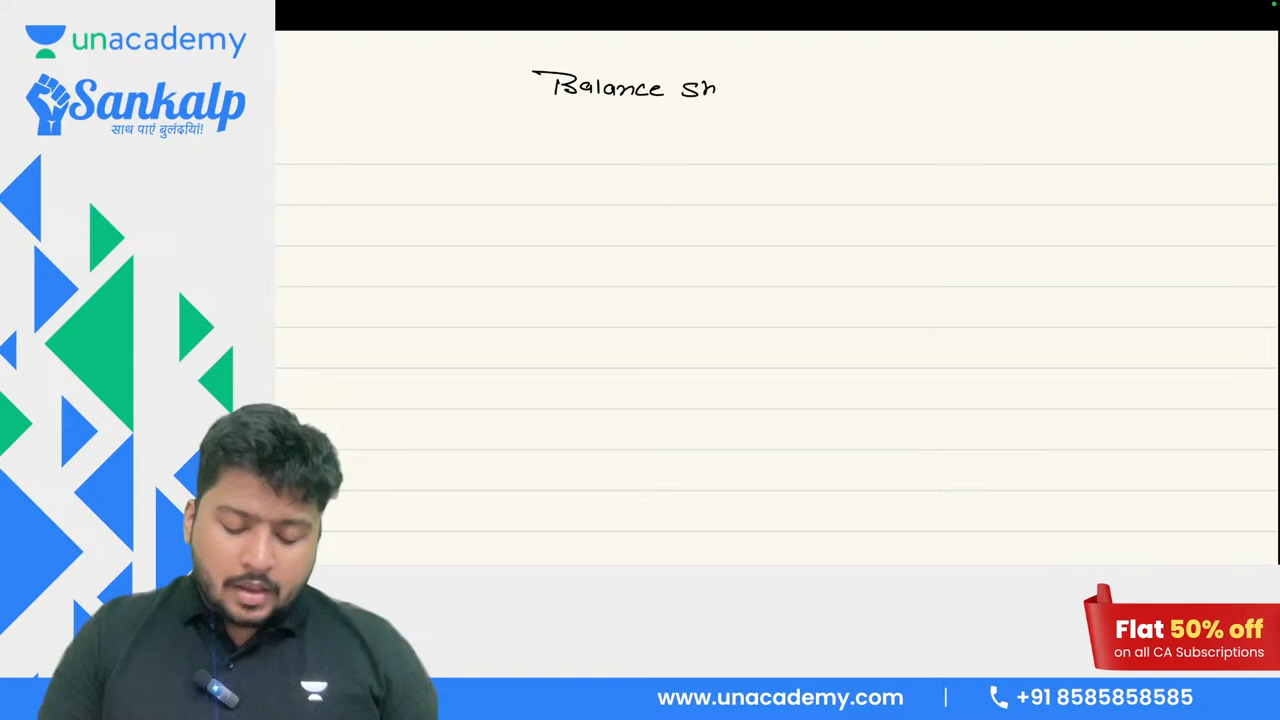 unacademy
Sankalp
साथ पाएं बुलंदियां!
Balance sh
Flat 50% off
on all CA Subscriptions
www.unacademy.com | +91 8585858585